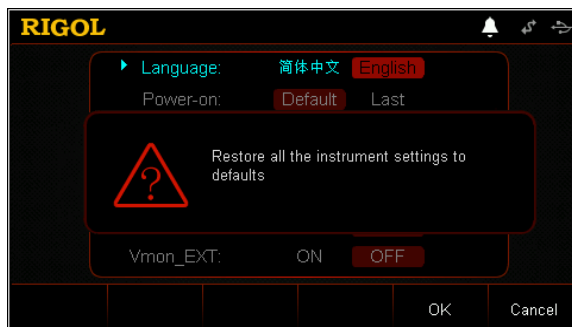 RIGOL
Language: 简体中文 English
Power-on: Default Last
Restore all the instrument settings to
defaults
Vmon_EXT: ON OFF
OK Cancel